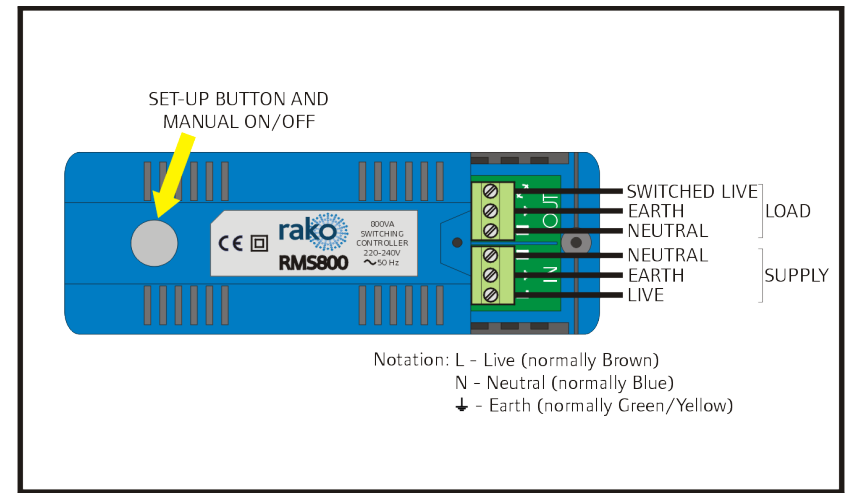 SET-UP BUTTON AND
MANUAL ON/OFF
rako
RMS800
800VA
SWITCHING
CONTROLLER
220-240V
50 Hz
CE
OUT
IN
SWITCHED LIVE
EARTH
NEUTRAL
LOAD
NEUTRAL
EARTH
LIVE
SUPPLY
Notation: L - Live (normally Brown)
N - Neutral (normally Blue)
⏚ - Earth (normally Green/Yellow)